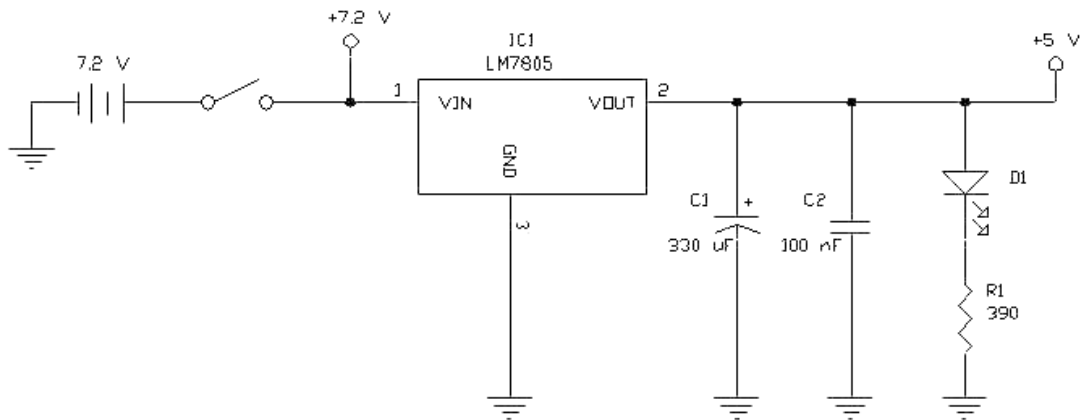 +7.2 V
7.2 V
IC1
LM7805
+5 V
1
VIN
VOUT
2
GND
3
C1
+
330 uF
C2
100 nF
D1
R1
390